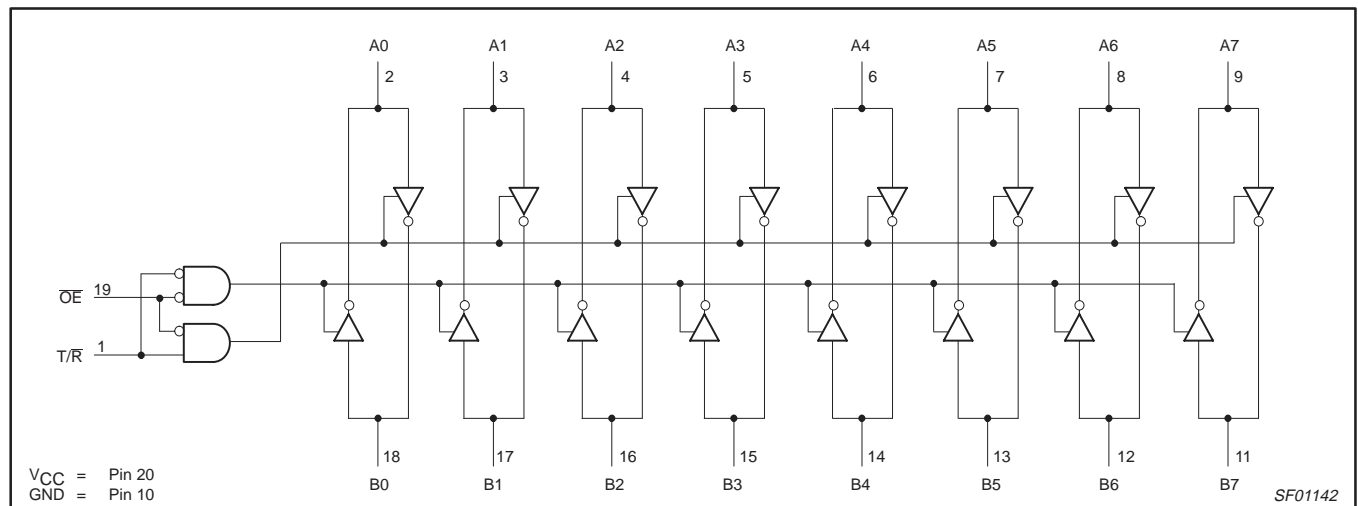 A0 A1 A2 A3 A4 A5 A6 A7
2 3 4 5 6 7 8 9
OE 19
T/R 1
18 17 16 15 14 13 12 11
B0 B1 B2 B3 B4 B5 B6 B7
VCC = Pin 20
GND = Pin 10
SF01142